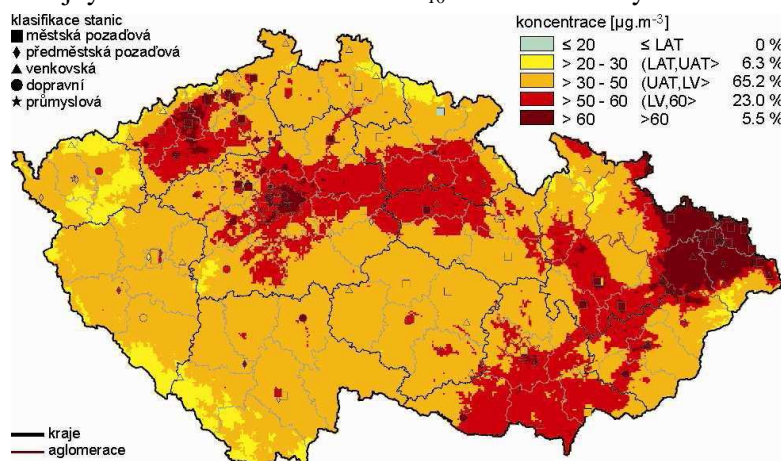 10
klasifikace stanic
městská pozaďová
předměstská pozaďová
venkovská
dopravní
průmyslová
koncentrace [µg.m-3]
≤ 20 ≤ LAT 0 %
> 20 - 30 (LAT,UAT> 6.3 %
> 30 - 50 (UAT,LV> 65.2 %
> 50 - 60 (LV,60> 23.0 %
> 60 >60 5.5 %
kraje
aglomerace